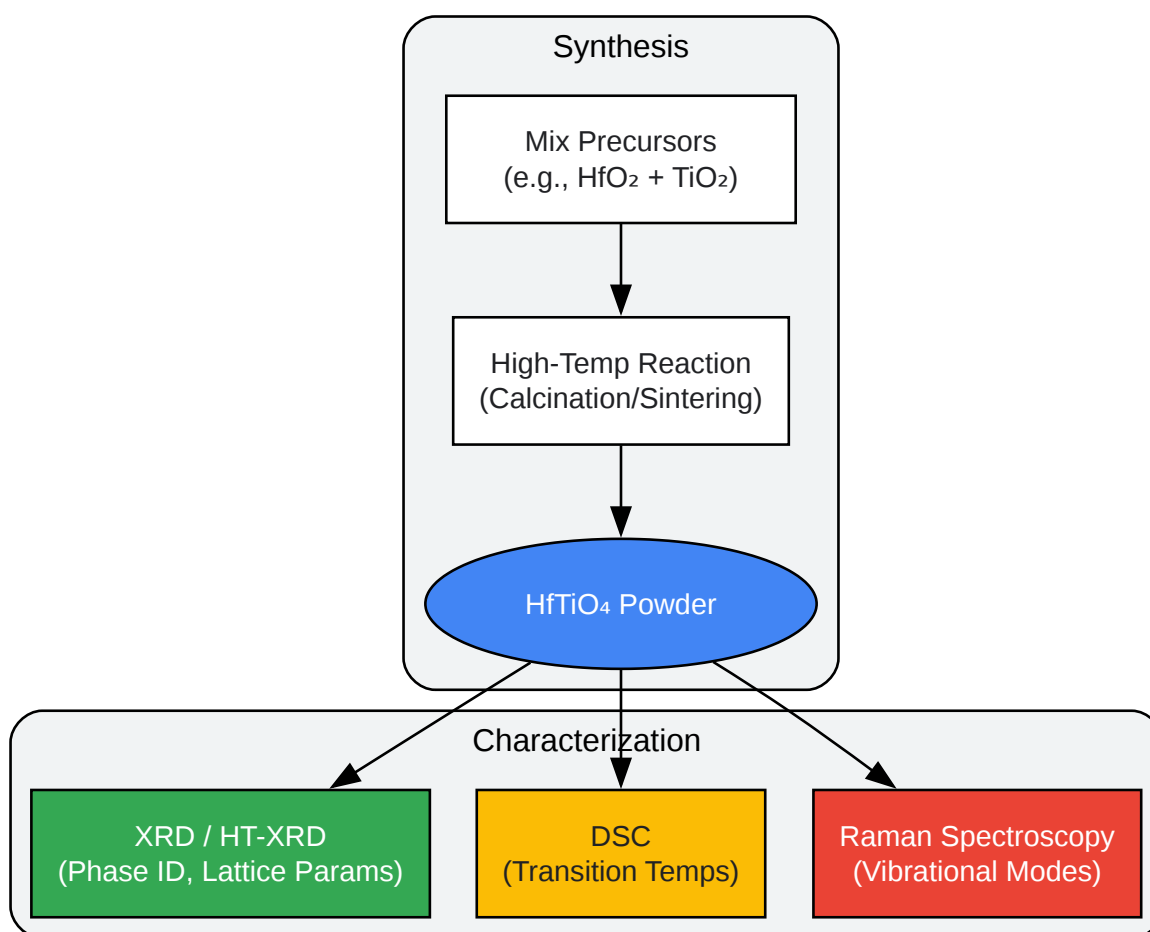 Synthesis
Mix Precursors
(e.g., HfO₂ + TiO₂)
High-Temp Reaction
(Calcination/Sintering)
HfTiO₄ Powder
Characterization
XRD / HT-XRD
(Phase ID, Lattice Params)
DSC
(Transition Temps)
Raman Spectroscopy
(Vibrational Modes)